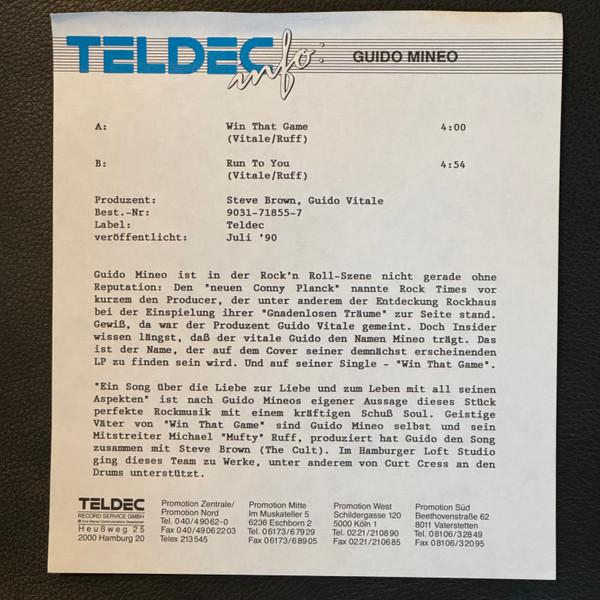 TELDEC info: GUIDO MINEO
A: Win That Game 4:00
(Vitale/Ruff)
B: Run To You 4:54
(Vitale/Ruff)
Produzent: Steve Brown, Guido Vitale
Best.-Nr: 9031-71855-7
Label: Teldec
veröffentlicht: Juli '90
Guido Mineo ist in der Rock'n Roll-Szene nicht gerade ohne
Reputation: Den "neuen Conny Planck" nannte Rock Times vor
kurzem den Producer, der unter anderem der Entdeckung Rockhaus
bei der Einspielung ihrer "Gnadenlosen Träume" zur Seite stand.
Gewiß, da war der Produzent Guido Vitale gemeint. Doch Insider
wissen längst, daß der vitale Guido den Namen Mineo trägt. Das
ist der Name, der auf dem Cover seiner demnächst erscheinenden
LP zu finden sein wird. Und auf seiner Single - "Win That Game".
"Ein Song über die Liebe zur Liebe und zum Leben mit all seinen
Aspekten" ist nach Guido Mineos eigener Aussage dieses Stück
perfekte Rockmusik mit einem kräftigen Schuß Soul. Geistige
Väter von "Win That Game" sind Guido Mineo selbst und sein
Mitstreiter Michael "Mufty" Ruff, produziert hat Guido den Song
zusammen mit Steve Brown (The Cult). Im Hamburger Loft Studio
ging dieses Team zu Werke, unter anderem von Curt Cress an den
Drums unterstützt.
TELDEC
RECORD SERVICE GMBH
Heußweg 25
2000 Hamburg 20
Promotion Zentrale/
Promotion Nord
Tel. 040/49062-0
Fax 040/4906 22 03
Telex 213545
Promotion Mitte
Im Muskateller 5
6236 Eschborn 2
Tel. 06173/67929
Fax 06173/68905
Promotion West
Schildergasse 120
5000 Köln 1
Tel. 0221/210890
Fax 0221/210685
Promotion Süd
Beethovenstraße 62
8011 Vaterstetten
Tel. 08106/32849
Fax 08106/32095